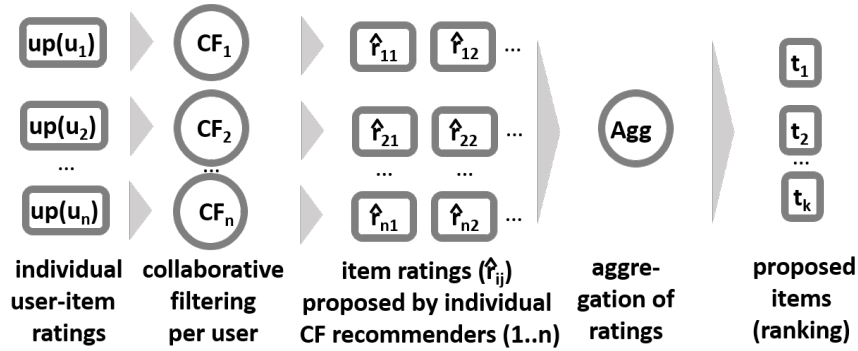 up(u1) CF1 r̂11 r̂12 ... t1
up(u2) CF2 r̂21 r̂22 ... Agg t2
... ... ... ... ...
up(un) CFn r̂n1 r̂n2 ... tk
individual collaborative item ratings (r̂ij) aggre- proposed
user-item filtering proposed by individual gation of items
ratings per user CF recommenders (1..n) ratings (ranking)